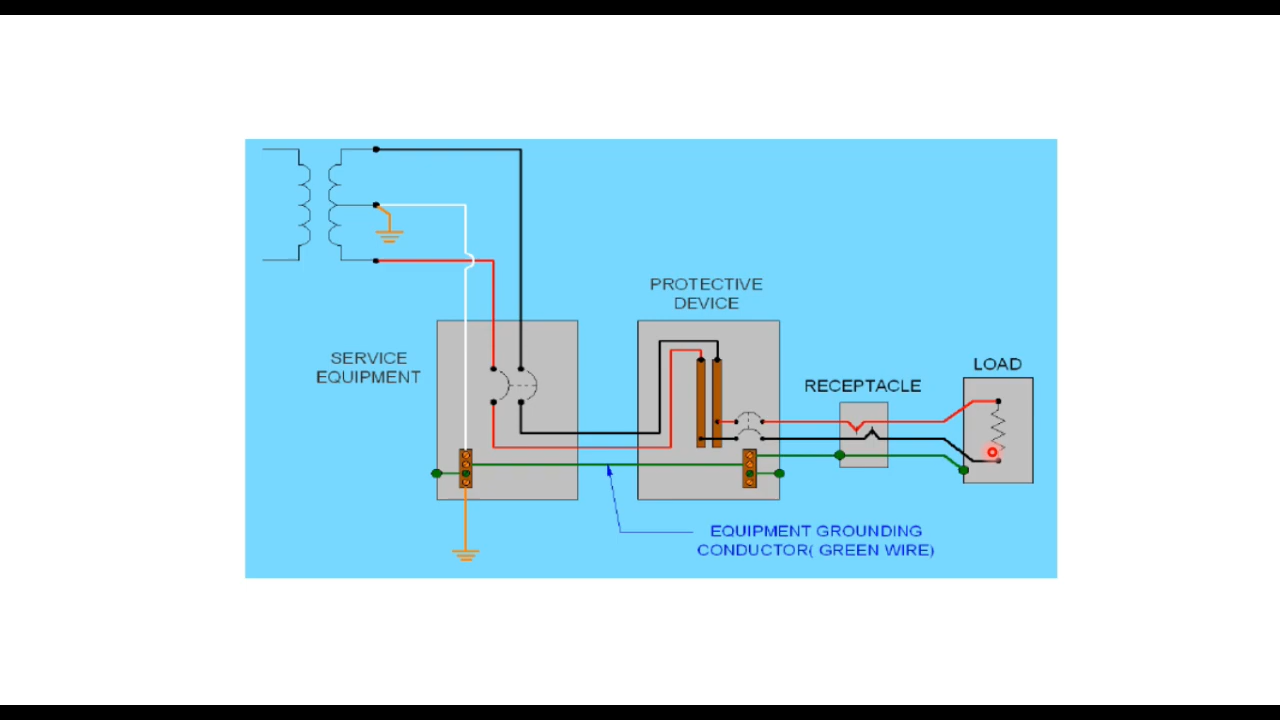 PROTECTIVE
DEVICE
SERVICE
EQUIPMENT
RECEPTACLE
LOAD
EQUIPMENT GROUNDING
CONDUCTOR( GREEN WIRE)